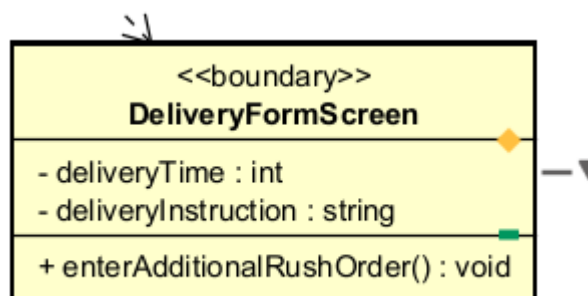 <<boundary>>
DeliveryFormScreen
- deliveryTime : int
- deliveryInstruction : string
+ enterAdditionalRushOrder() : void